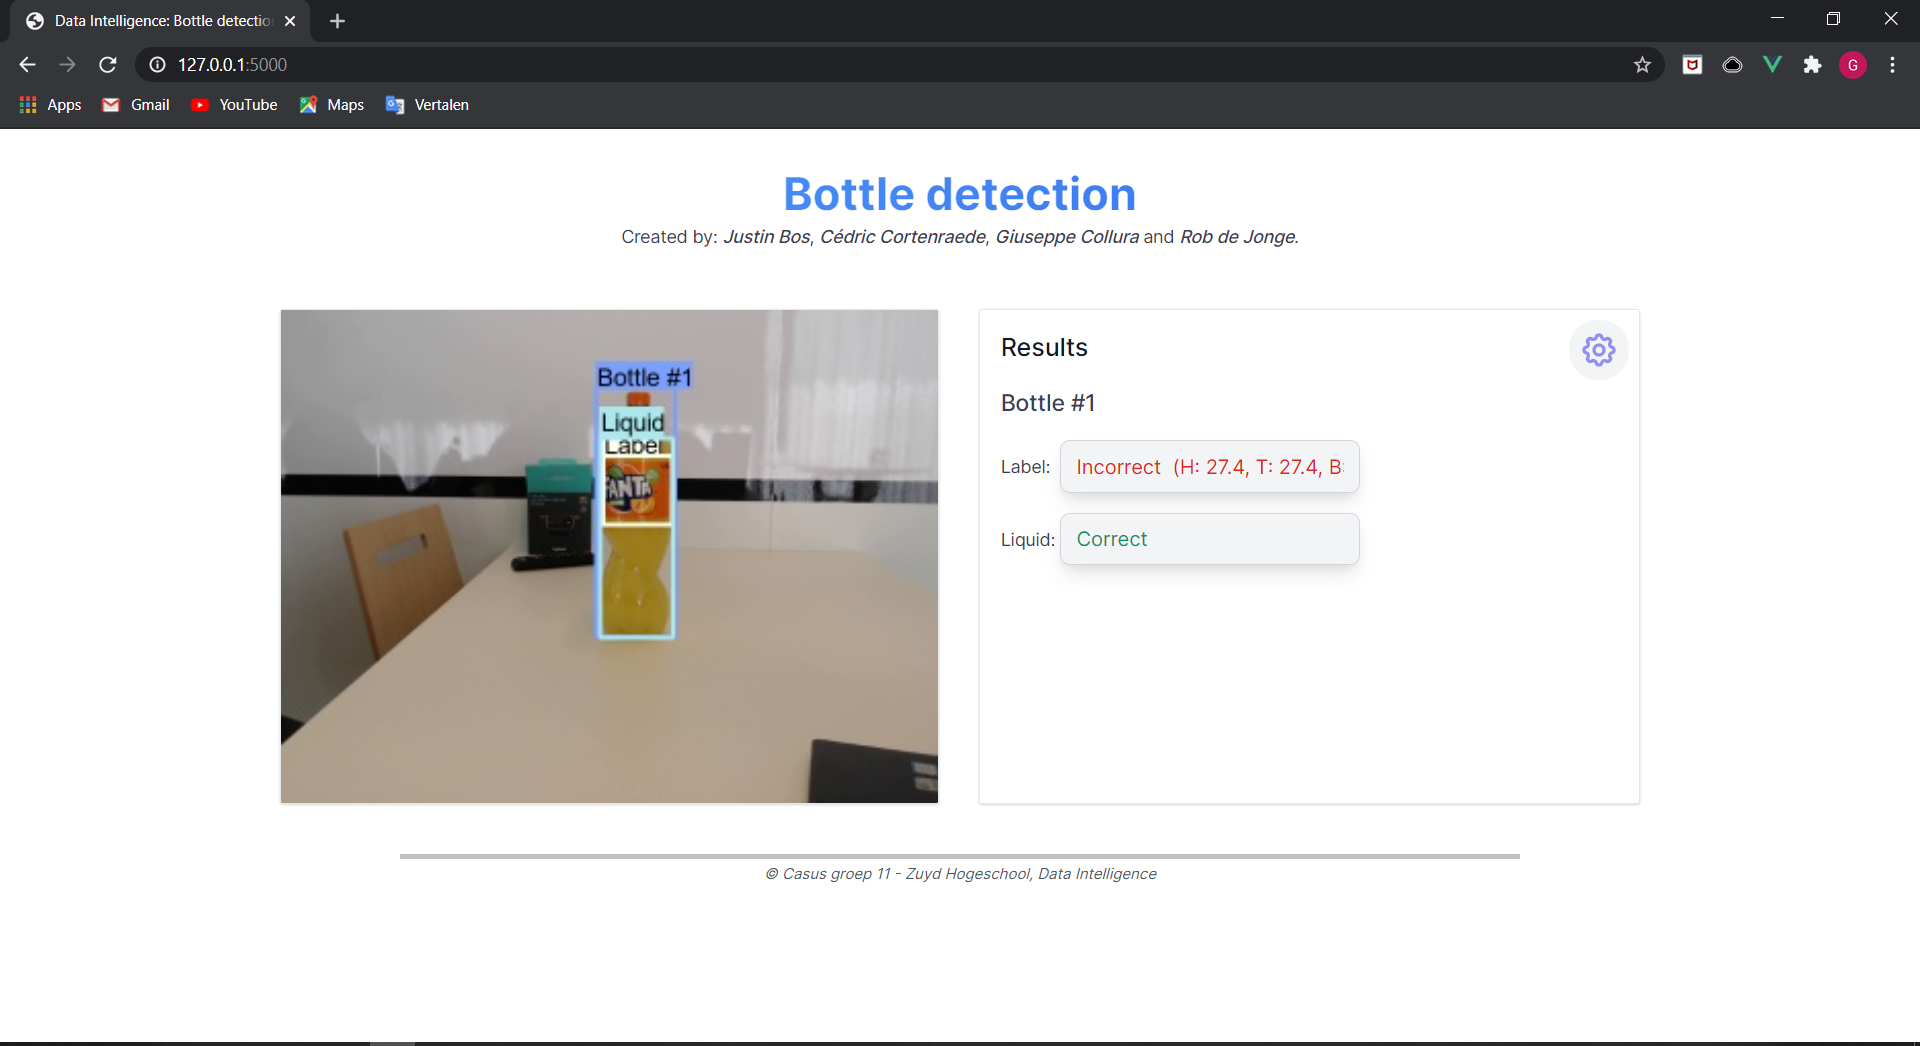 Data Intelligence: Bottle detectio
127.0.0.1:5000
G
Apps Gmail YouTube Maps Vertalen
Bottle detection
Created by: Justin Bos, Cédric Cortenraede, Giuseppe Collura and Rob de Jonge.
Bottle #1
Liquid
Label
FANTA
Results
Bottle #1
Label: Incorrect (H: 27.4, T: 27.4, B:
Liquid: Correct
© Casus groep 11 - Zuyd Hogeschool, Data Intelligence